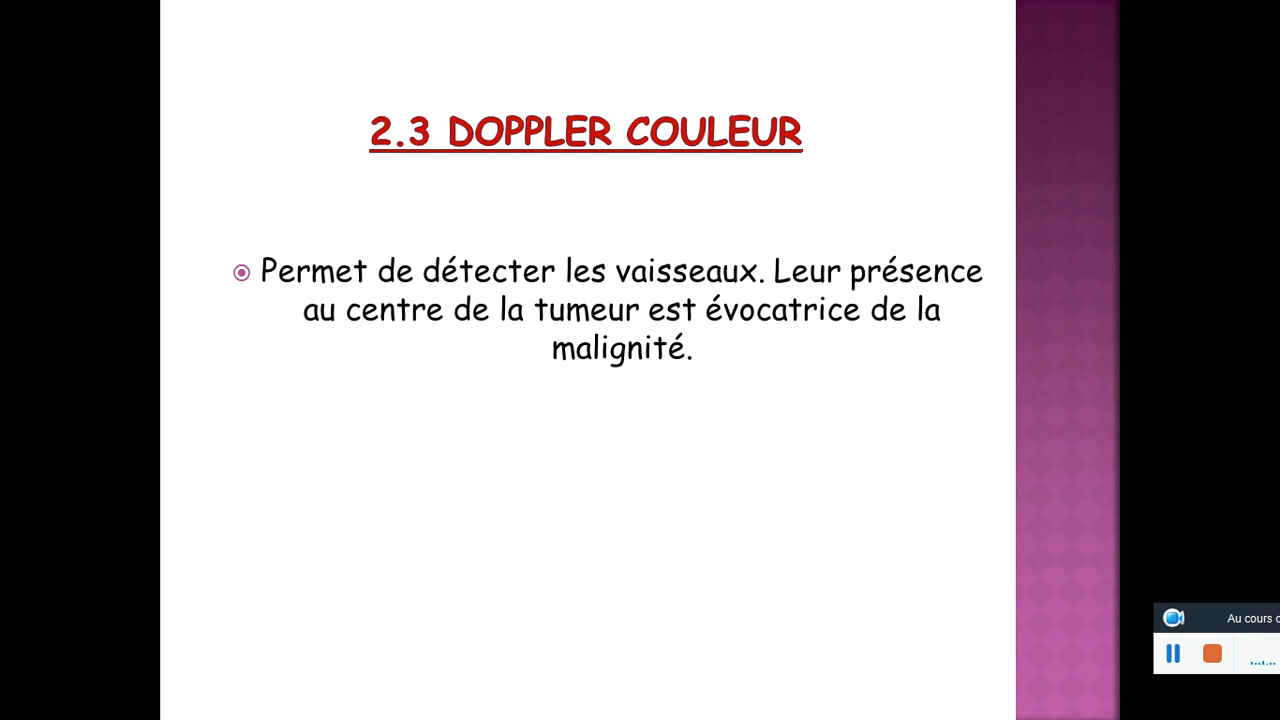 2.3 DOPPLER COULEUR
Permet de détecter les vaisseaux. Leur présence
au centre de la tumeur est évocatrice de la
malignité.
Au cours